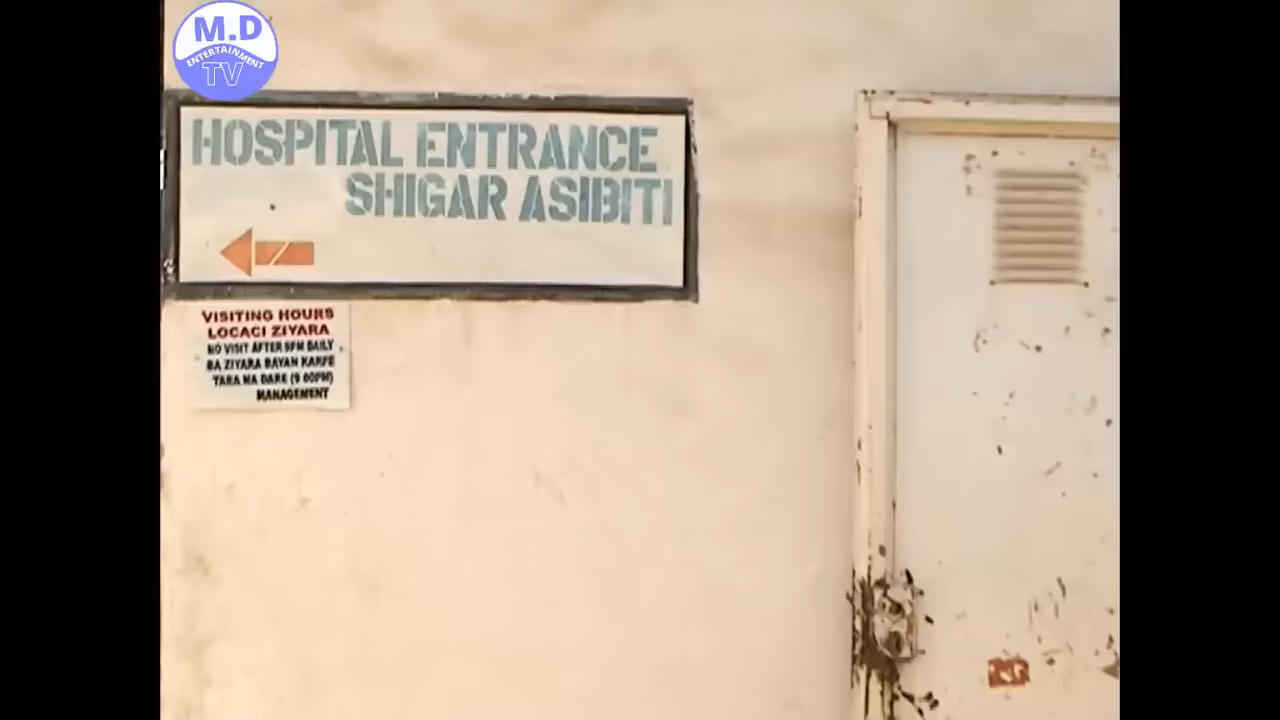 M.D
ENTERTAINMENT
TV
HOSPITAL ENTRANCE
SHIGAR ASIBITI
VISITING HOURS
LOCACI ZIYARA
NO VISIT AFTER 9PM DAILY
BA ZIYARA BAYAN KARFE
TARA NA DARE (9 00PM)
MANAGEMENT